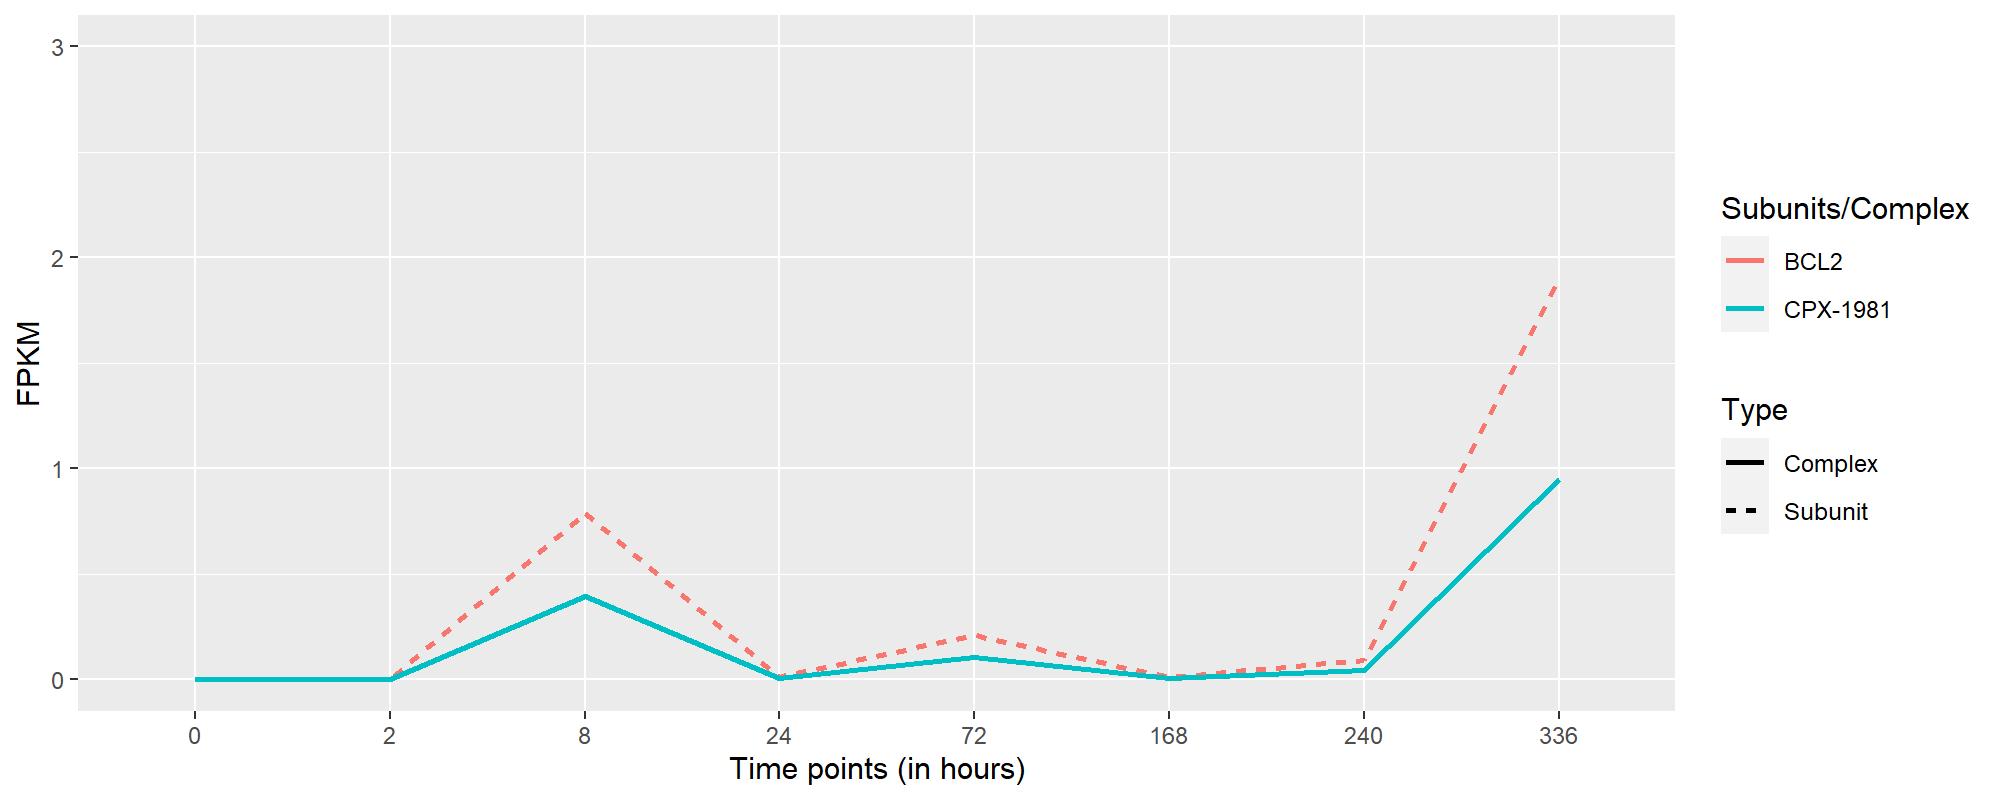 3
2
1
0
FPKM
0 2 8 24 72 168 240 336
Time points (in hours)
Subunits/Complex
BCL2
CPX-1981
Type
Complex
Subunit